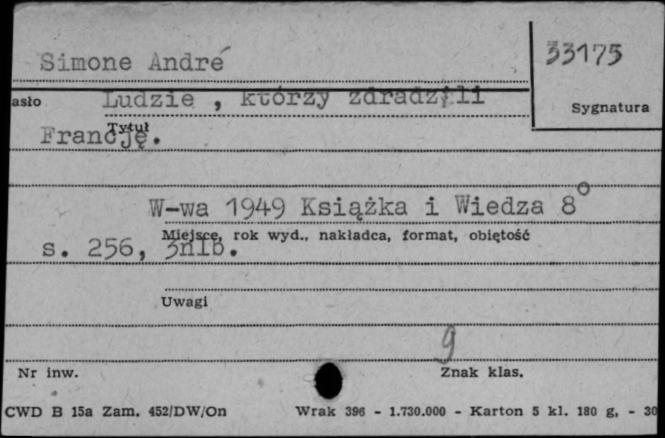 Simone André
33175
asło
Ludzie , którzy zdradzili
Sygnatura
Tytuł
Francję.
W-wa 1949 Książka i Wiedza 8°
Miejsce, rok wyd., nakładca, format, objętość
s. 256, 3nlb.
Uwagi
9
Nr inw.
Znak klas.
CWD B 15a Zam. 452/DW/On
Wrak 396 - 1.730.000 - Karton 5 kl. 180 g, - 30